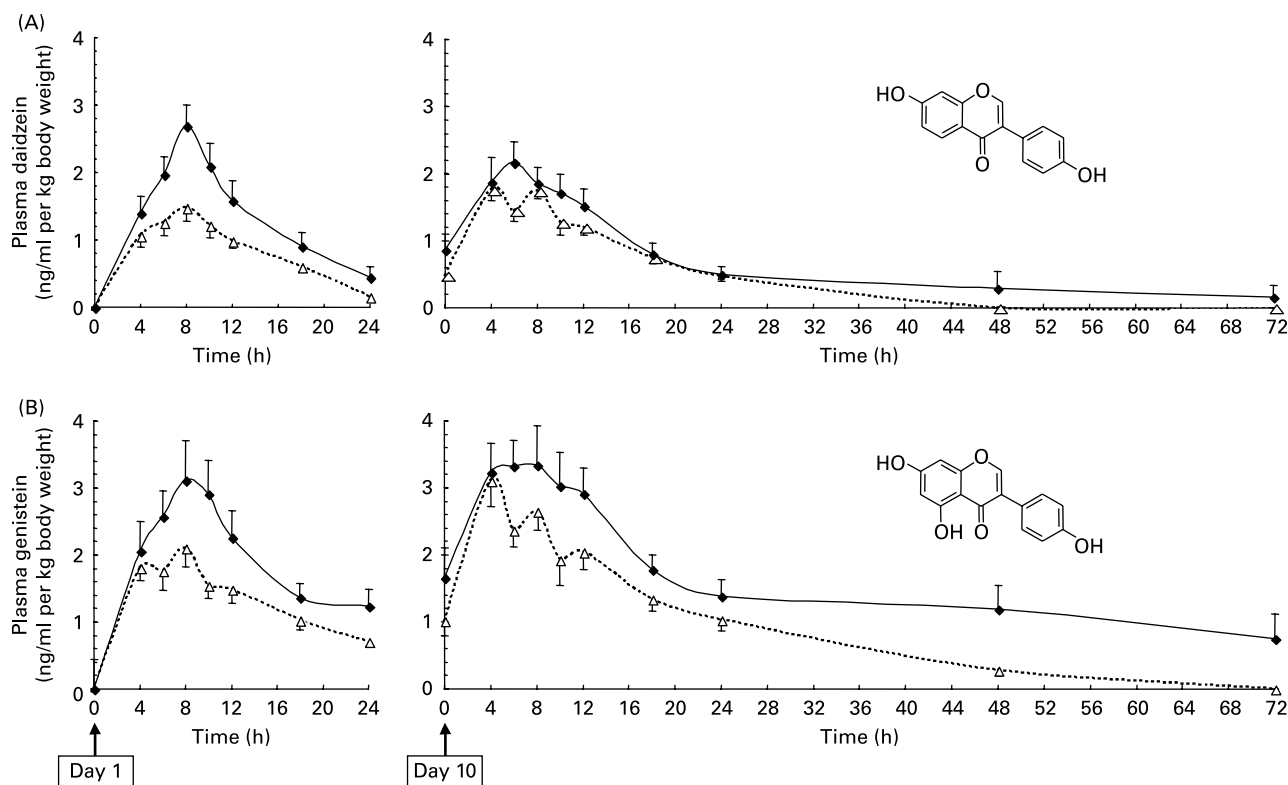 (A)
Plasma daidzein
(ng/ml per kg body weight)
4
3
2
1
0
0 4 8 12 16 20 24
Time (h)
4
3
2
1
0
0 4 8 12 16 20 24 28 32 36 40 44 48 52 56 60 64 68 72
Time (h)
HO
O
O
OH
(B)
Plasma genistein
(ng/ml per kg body weight)
4
3
2
1
0
0 4 8 12 16 20 24
Time (h)
Day 1
4
3
2
1
0
0 4 8 12 16 20 24 28 32 36 40 44 48 52 56 60 64 68 72
Time (h)
Day 10
HO
O
OH
O
OH